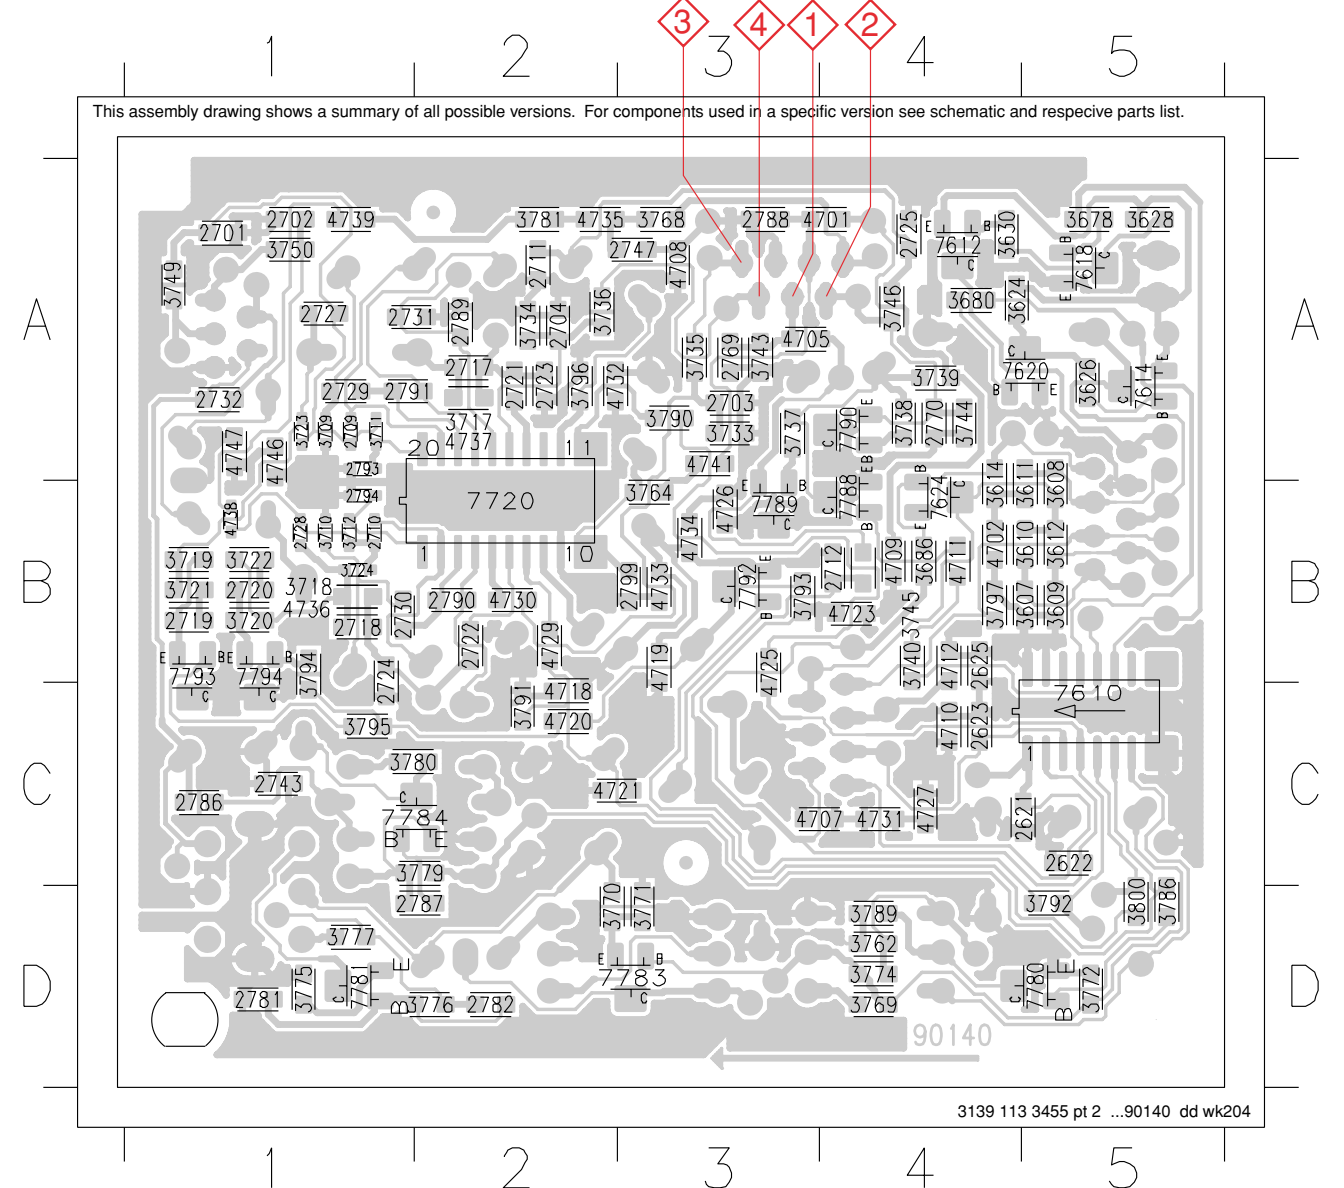 3 4 1 2
1 2 3 4 5
This assembly drawing shows a summary of all possible versions. For components used in a specific version see schematic and respecive parts list.
2701 2702 4739 3781 4735 3768 2788 4701 2725 E B 3630 3678 3628
3750 2711 2747 4708 7612 C B 7618 C E
3749
A 2727 2731 2789 3734 2704 3736 3746 3680 3624 A
4705
2717 3735 2769 3743 C
2732 2729 2791 2721 2723 3796 4732 3739 7620 B E 3626 C 7614 E B
3717 3790 2703
4737 3733 3737 C 7790 E B 3738 2770 3744
4747 4746 3723 3709 2709 3711 20 11
2793 4741 E
2794 7720 3764 4726 E B 7789 C C 7788 B B 7624 C E 3614 3611 3608
4738 2728 3710 3712 2710 4734
1 10
3719 3722 3724 4709 3686 4711 4702 3610 3612
B 3721 2720 3718 2799 4733 C 7792 E B 3793 2712 B
2719 3720 4736 2730 2790 4730 4723 3745 3797 3607 3609
2718
E B E B 2722 4729
7793 7794 3794 2724 4719 4725 3740 4712 2625
C C 3791 4718 7610
3795 4720 4710 2623
3780 1
C 2743 C
2786 C 4721
7784 4707 4731 4727 2621
B E
3779 2622
2787 3770 3771 3789 3792 3800 3786
3777 3762
E E B
D 3775 C 7781 7783 3774 C 7780 E 3772 D
2781 B 3776 2782 C 3769 B
90140
3139 113 3455 pt 2 ...90140 dd wk204
1 2 3 4 5